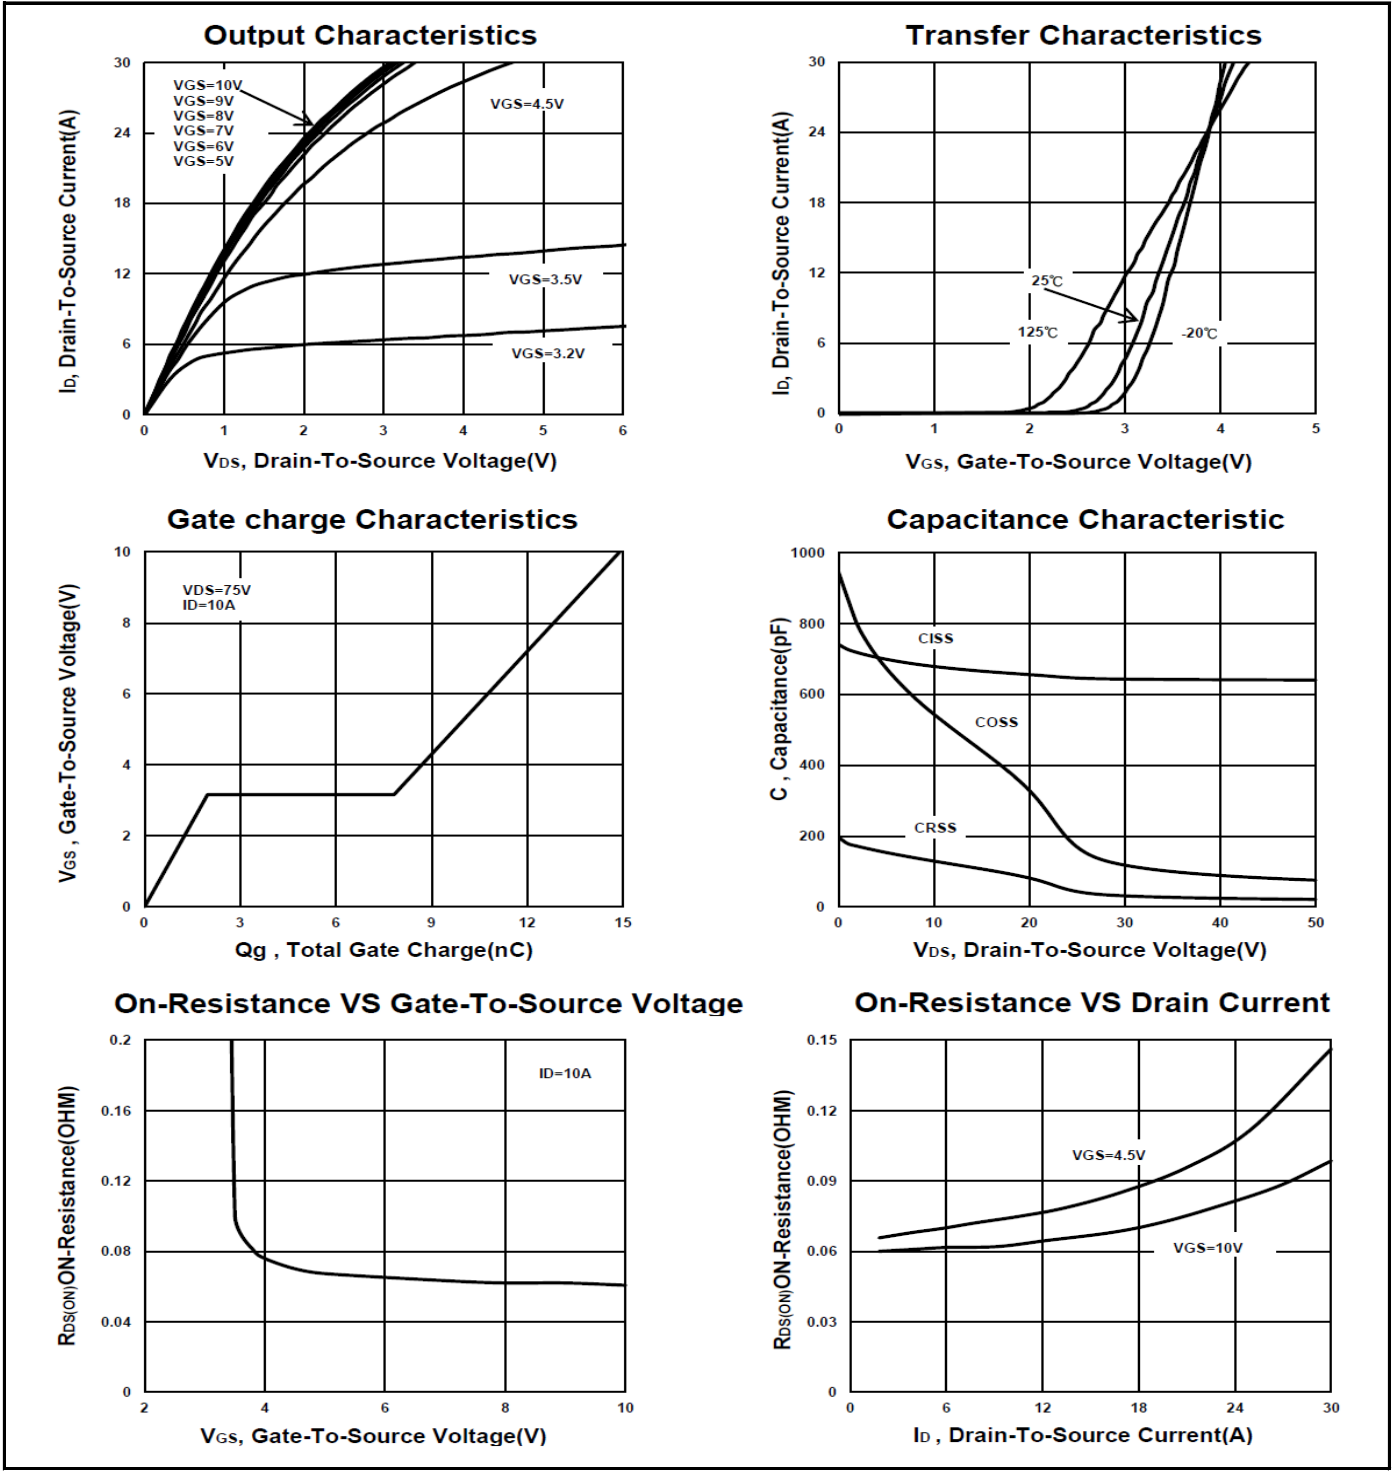 Output Characteristics
30
24
18
12
6
0
0 1 2 3 4 5 6
VGS=10V
VGS=9V
VGS=8V
VGS=7V
VGS=6V
VGS=5V
VGS=4.5V
VGS=3.5V
VGS=3.2V
ID, Drain-To-Source Current(A)
VDS, Drain-To-Source Voltage(V)
Transfer Characteristics
30
24
18
12
6
0
0 1 2 3 4 5
25℃
125℃
-20℃
ID, Drain-To-Source Current(A)
VGS, Gate-To-Source Voltage(V)
Gate charge Characteristics
10
8
6
4
2
0
0 3 6 9 12 15
VDS=75V
ID=10A
VGS , Gate-To-Source Voltage(V)
Qg , Total Gate Charge(nC)
Capacitance Characteristic
1000
800
600
400
200
0
0 10 20 30 40 50
CISS
COSS
CRSS
C , Capacitance(pF)
VDS, Drain-To-Source Voltage(V)
On-Resistance VS Gate-To-Source Voltage
0.2
0.16
0.12
0.08
0.04
0
2 4 6 8 10
ID=10A
RDS(ON)ON-Resistance(OHM)
VGS, Gate-To-Source Voltage(V)
On-Resistance VS Drain Current
0.15
0.12
0.09
0.06
0.03
0
0 6 12 18 24 30
VGS=4.5V
VGS=10V
RDS(ON)ON-Resistance(OHM)
ID , Drain-To-Source Current(A)